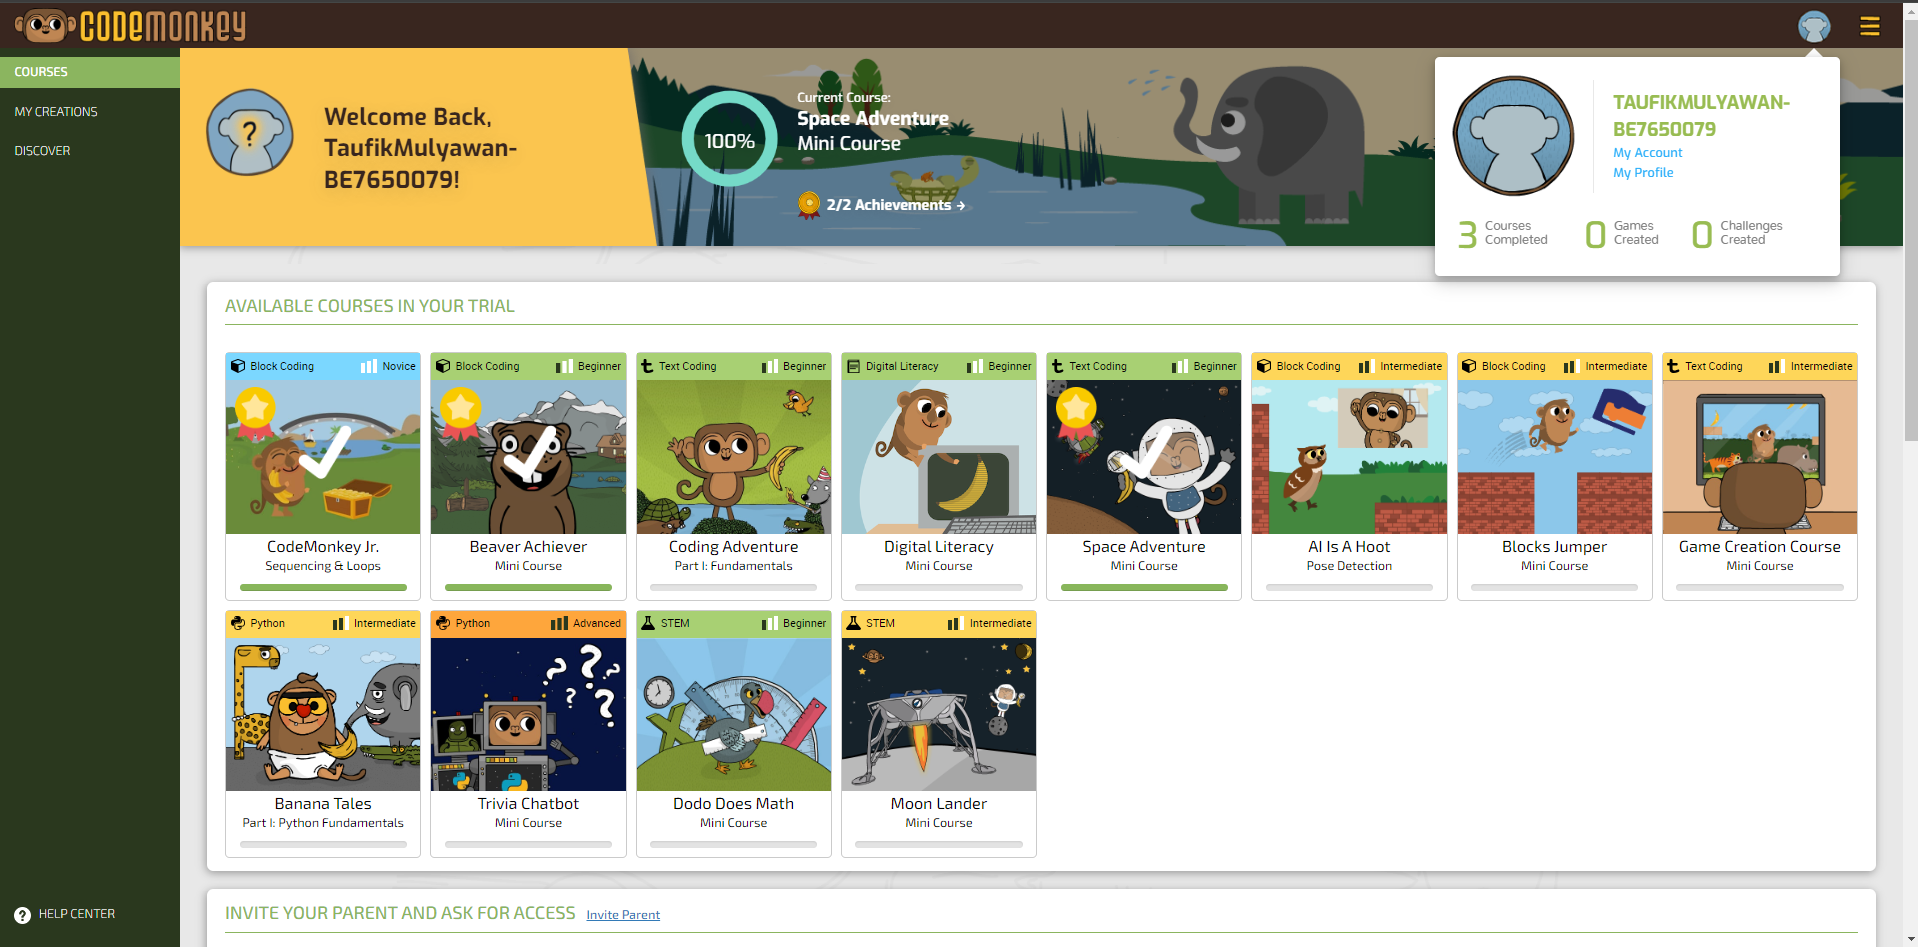 CODEMONKEY
COURSES
MY CREATIONS
DISCOVER
HELP CENTER
?
Welcome Back,
TaufikMulyawan-
BE7650079!
100%
Current Course:
Space Adventure
Mini Course
2/2 Achievements →
TAUFIKMULYAWAN-
BE7650079
My Account
My Profile
3 Courses Completed
0 Games Created
0 Challenges Created
AVAILABLE COURSES IN YOUR TRIAL
Block Coding Novice
CodeMonkey Jr.
Sequencing & Loops
Block Coding Beginner
Beaver Achiever
Mini Course
Text Coding Beginner
Coding Adventure
Part I: Fundamentals
Digital Literacy Beginner
Digital Literacy
Mini Course
Text Coding Beginner
Space Adventure
Mini Course
Block Coding Intermediate
AI Is A Hoot
Pose Detection
Block Coding Intermediate
Blocks Jumper
Mini Course
Text Coding Intermediate
Game Creation Course
Mini Course
Python Intermediate
Banana Tales
Part I: Python Fundamentals
Python Advanced
? ? ? ? ?
Trivia Chatbot
Mini Course
STEM Beginner
Dodo Does Math
Mini Course
STEM Intermediate
Moon Lander
Mini Course
INVITE YOUR PARENT AND ASK FOR ACCESS Invite Parent